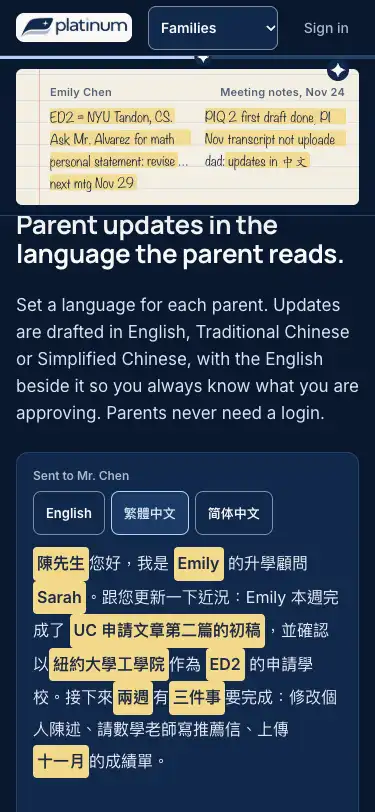 platinum
Families
Sign in
Emily Chen
Meeting notes, Nov 24
ED2 = NYU Tandon, CS.
Ask Mr. Alvarez for math
personal statement: revise ...
next mtg Nov 29
PIQ 2 first draft done, PI
Nov transcript not uploade
dad: updates in 中文
Parent updates in the
language the parent reads.
Set a language for each parent. Updates
are drafted in English, Traditional Chinese
or Simplified Chinese, with the English
beside it so you always know what you are
approving. Parents never need a login.
Sent to Mr. Chen
English
繁體中文
简体中文
陳先生您好，我是 Emily 的升學顧問
Sarah。跟您更新一下近況：Emily 本週完
成了 UC 申請文章第二篇的初稿，並確認
以紐約大學工學院作為 ED2 的申請學
校。接下來兩週有三件事要完成：修改個
人陳述、請數學老師寫推薦信、上傳
十一月的成績單。